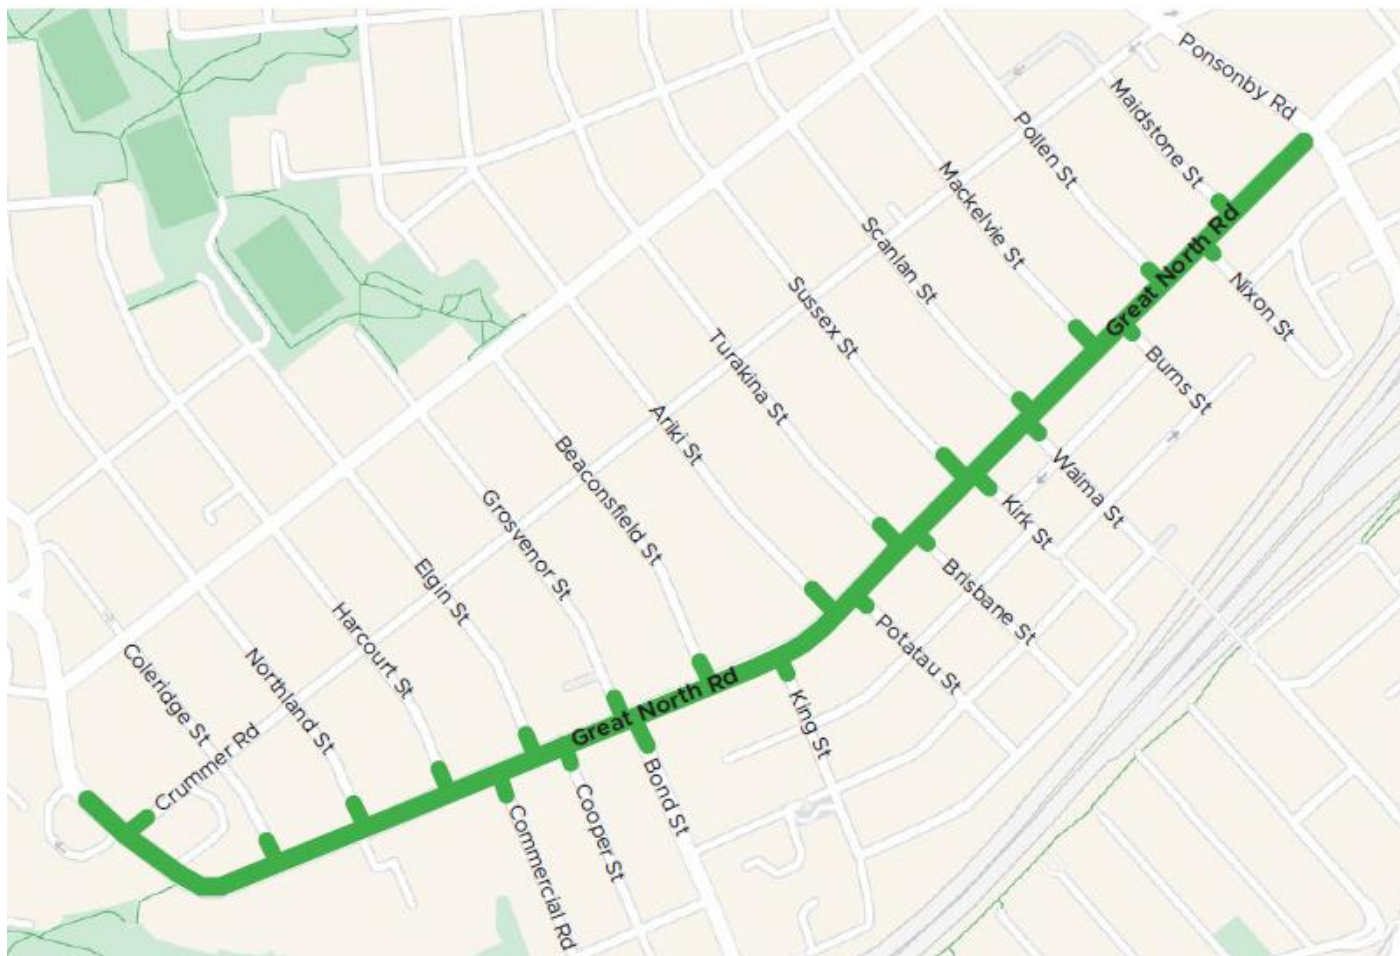 Ponsonby Rd
Maidstone St
Pollen St
Mackelvie St
Great North Rd
Nixon St
Scanlan St
Sussex St
Burns St
Turakina St
Waima St
Ariki St
Kirk St
Beaconsfield St
Brisbane St
Grosvenor St
Potatau St
Elgin St
Harcourt St
Northland St
Coleridge St
Great North Rd
King St
Crummer Rd
Bond St
Cooper St
Commercial Rd